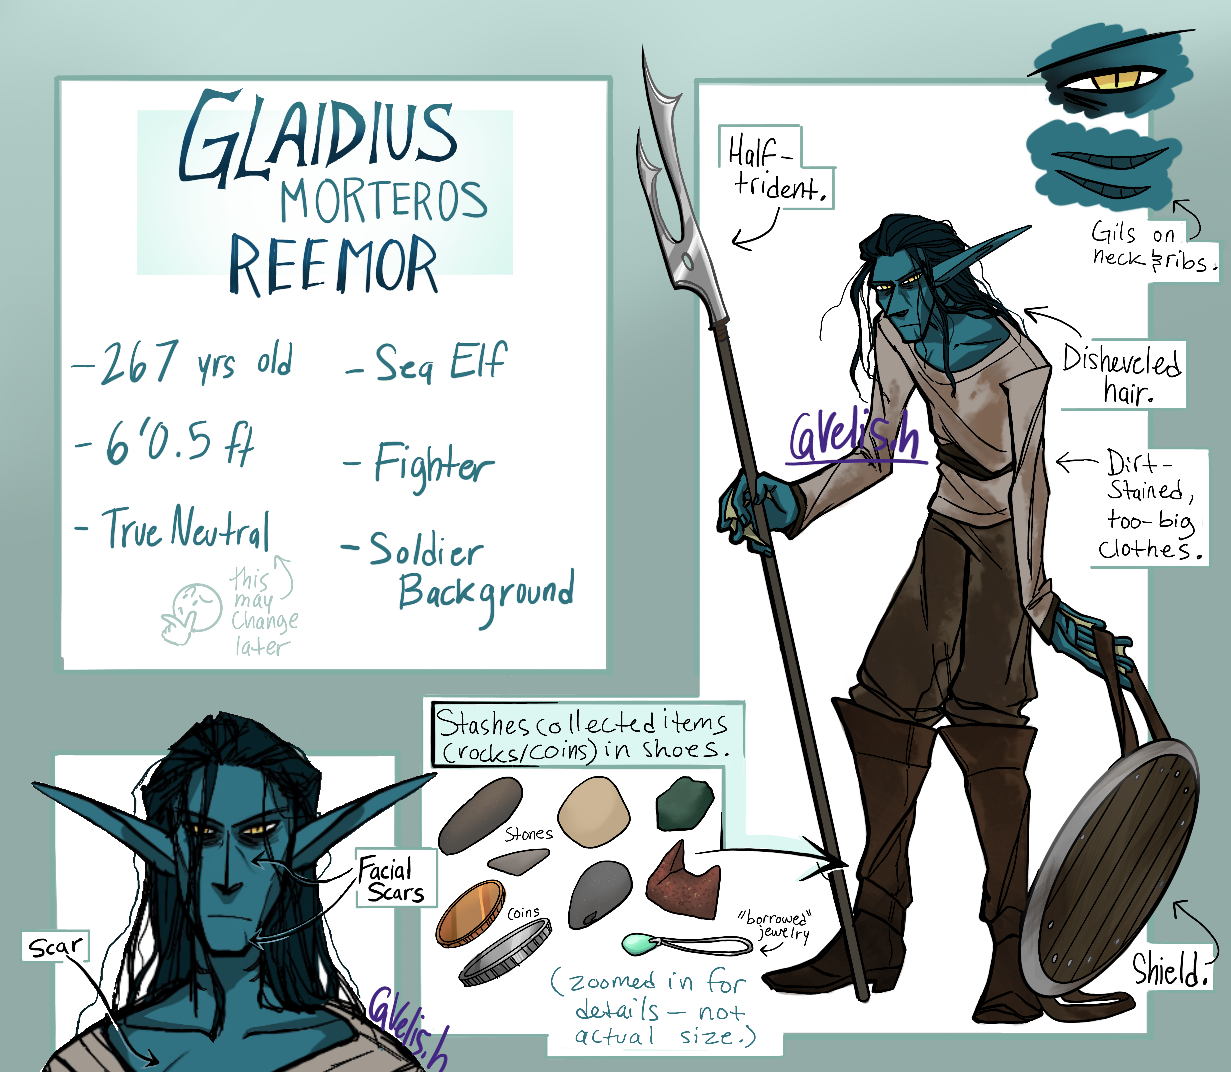 GLAIDIUS
MORTEROS
REEMOR
- 267 yrs old
- 6'0.5 ft
- True Neutral
this
may
change
later
- Sea Elf
- Fighter
- Soldier
Background
Half-
trident.
Gils on
neck & ribs.
Disheveled
hair.
@velis.h
Dirt-
Stained,
too-big
clothes.
Stashes collected items
(rocks/coins) in shoes.
Stones
Coins
"borrowed"
jewelry
(zoomed in for
details - not
actual size.)
Facial
Scars
Scar
@velis.h
Shield.